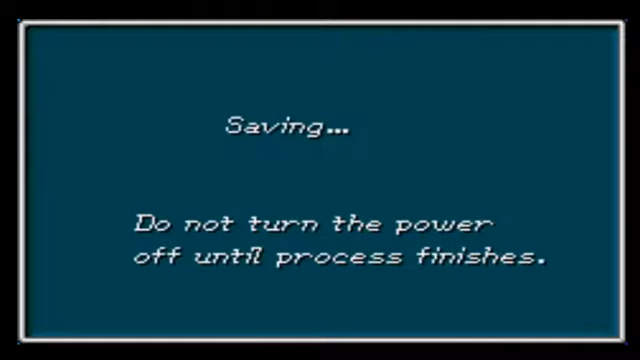 Saving...
Do not turn the power
off until process finishes.